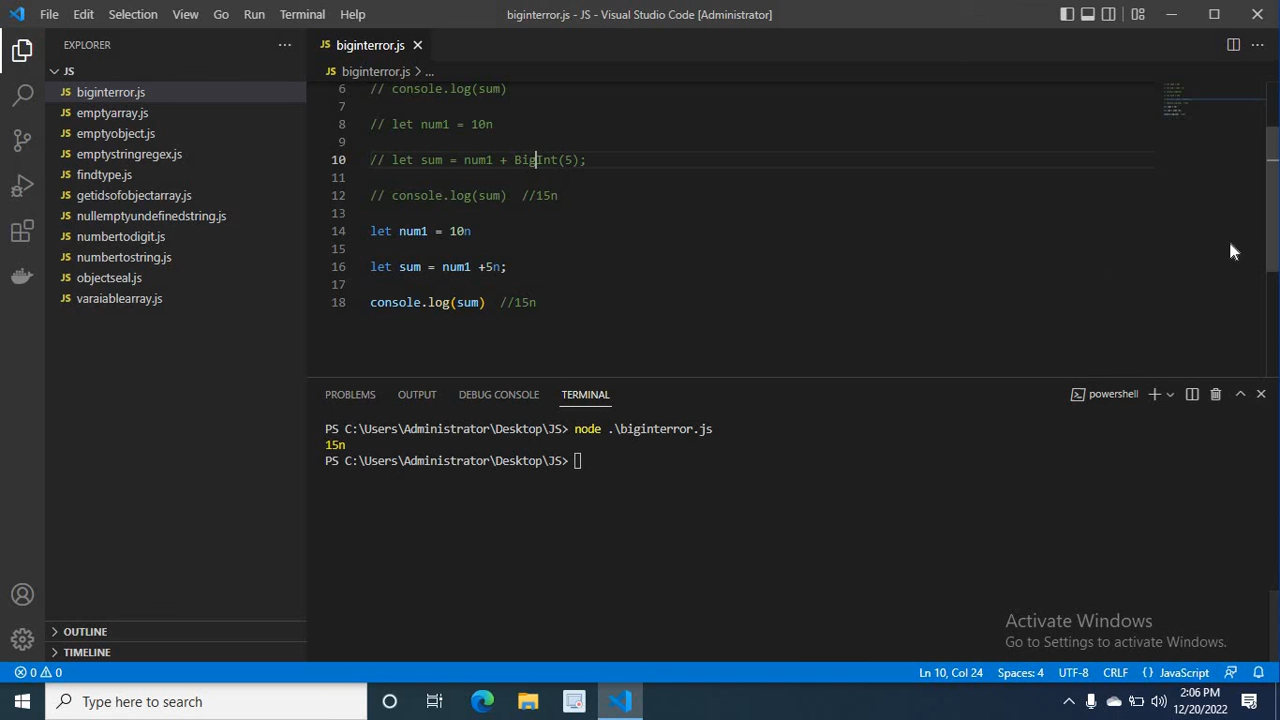 File Edit Selection View Go Run Terminal Help
biginterror.js - JS - Visual Studio Code [Administrator]
EXPLORER
JS
biginterror.js
emptyarray.js
emptyobject.js
emptystringregex.js
findtype.js
getidsofobjectarray.js
nullemptyundefinedstring.js
numbertodigit.js
numbertostring.js
objectseal.js
varaiablearray.js
OUTLINE
TIMELINE
JS biginterror.js
JS biginterror.js > ...
6 // console.log(sum)
7
8 // let num1 = 10n
9
10 // let sum = num1 + BigInt(5);
11
12 // console.log(sum) //15n
13
14 let num1 = 10n
15
16 let sum = num1 +5n;
17
18 console.log(sum) //15n
PROBLEMS OUTPUT DEBUG CONSOLE TERMINAL
powershell
PS C:\Users\Administrator\Desktop\JS> node .\biginterror.js
15n
PS C:\Users\Administrator\Desktop\JS>
Activate Windows
Go to Settings to activate Windows.
0 0
Ln 10, Col 24 Spaces: 4 UTF-8 CRLF {} JavaScript
Type here to search
2:06 PM
12/20/2022